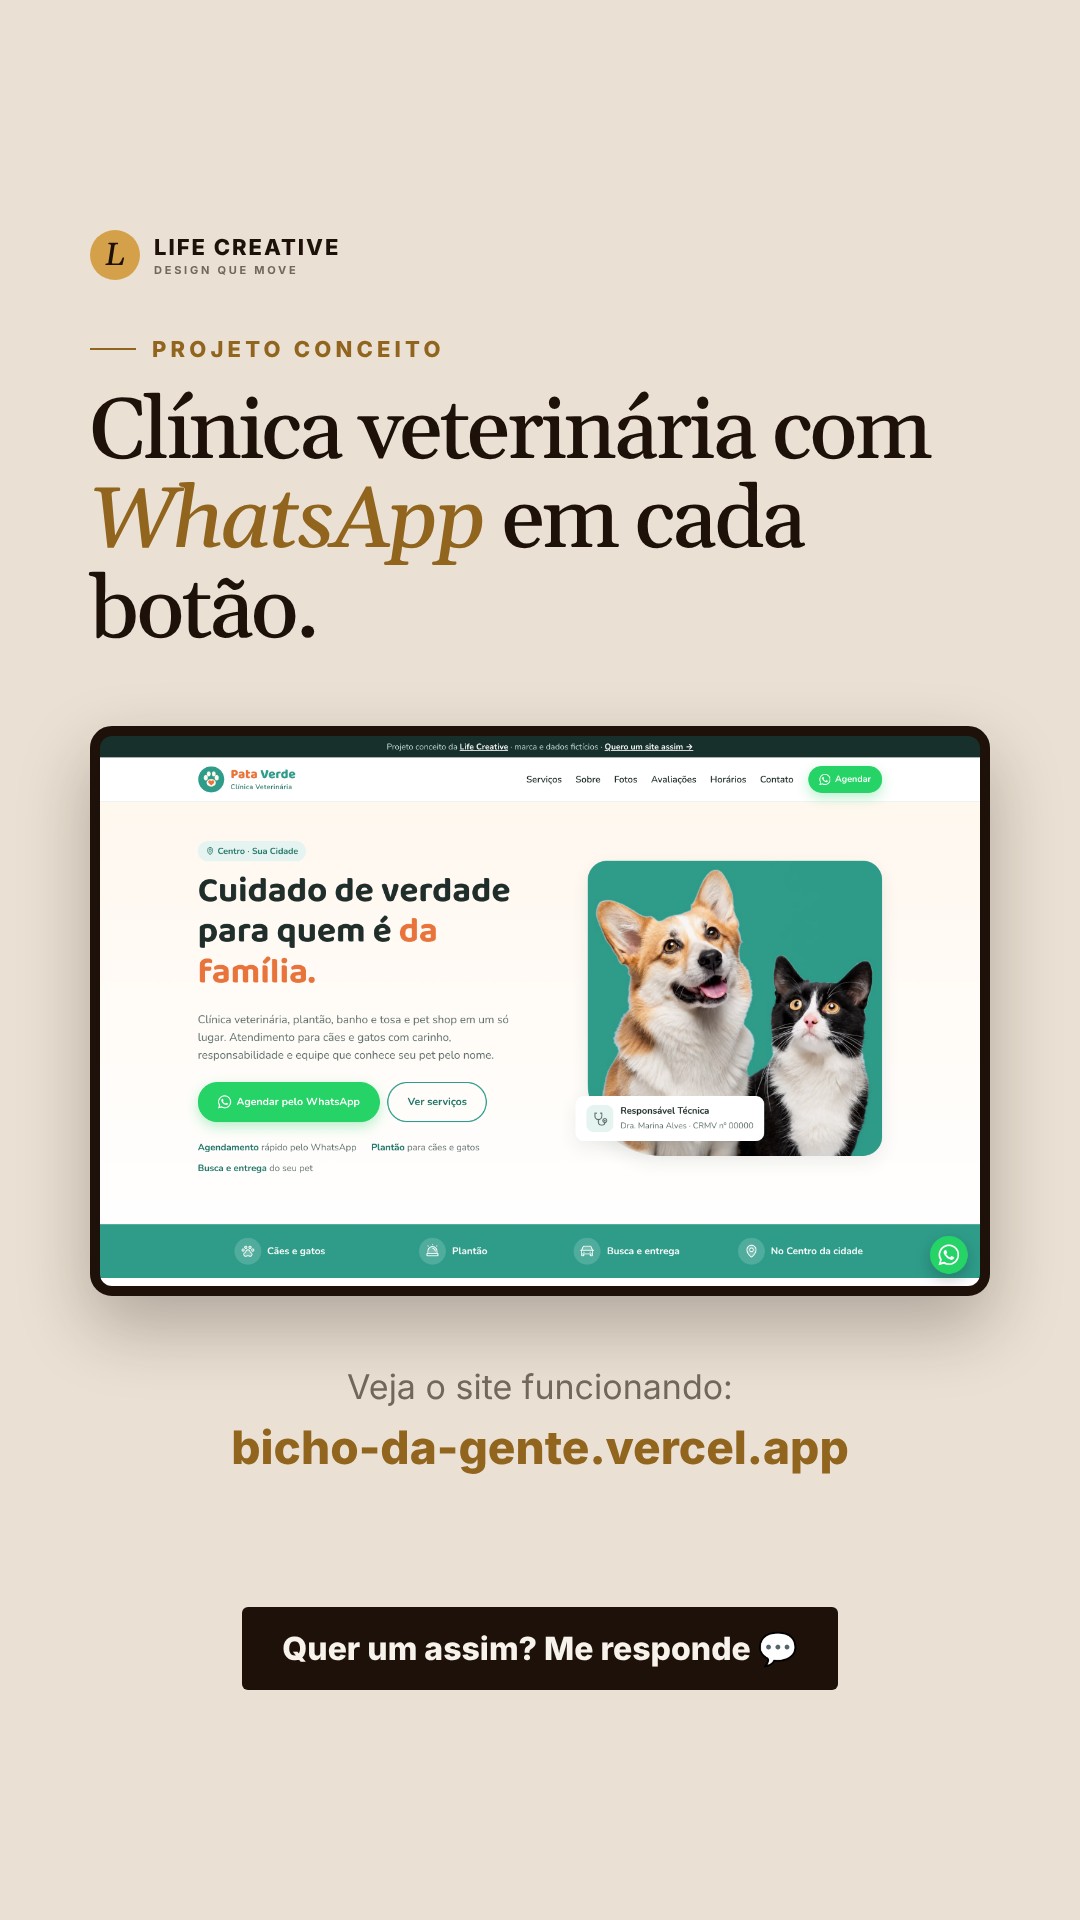 L
LIFE CREATIVE
DESIGN QUE MOVE
PROJETO CONCEITO
Clínica veterinária com
WhatsApp em cada
botão.
Projeto conceito da Life Creative · marca e dados fictícios · Quero um site assim →
Pata Verde
Clínica Veterinária
Serviços Sobre Fotos Avaliações Horários Contato Agendar
Centro · Sua Cidade
Cuidado de verdade
para quem é da
família.
Clínica veterinária, plantão, banho e tosa e pet shop em um só
lugar. Atendimento para cães e gatos com carinho,
responsabilidade e equipe que conhece seu pet pelo nome.
Agendar pelo WhatsApp Ver serviços
Agendamento rápido pelo WhatsApp Plantão para cães e gatos
Busca e entrega do seu pet
Responsável Técnica
Dra. Marina Alves · CRMV nº 00000
Cães e gatos Plantão Busca e entrega No Centro da cidade
Veja o site funcionando:
bicho-da-gente.vercel.app
Quer um assim? Me responde 💬